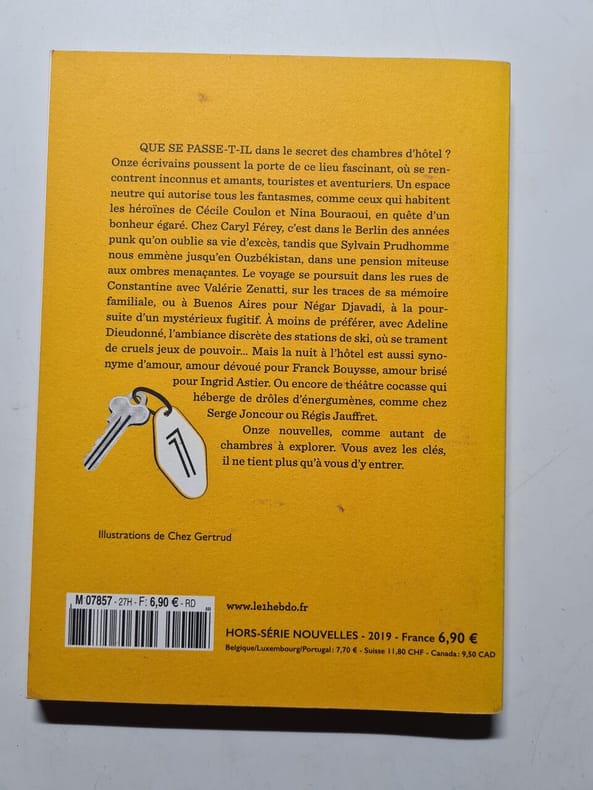 QUE SE PASSE-T-IL dans le secret des chambres d'hôtel ?
Onze écrivains poussent la porte de ce lieu fascinant, où se ren-
contrent inconnus et amants, touristes et aventuriers. Un espace
neutre qui autorise tous les fantasmes, comme ceux qui habitent
les héroïnes de Cécile Coulon et Nina Bouraoui, en quête d'un
bonheur égaré. Chez Caryl Férey, c'est dans le Berlin des années
punk qu'on oublie sa vie d'excès, tandis que Sylvain Prudhomme
nous emmène jusqu'en Ouzbékistan, dans une pension miteuse
aux ombres menaçantes. Le voyage se poursuit dans les rues de
Constantine avec Valérie Zenatti, sur les traces de sa mémoire
familiale, ou à Buenos Aires pour Négar Djavadi, à la pour-
suite d'un mystérieux fugitif. À moins de préférer, avec Adeline
Dieudonné, l'ambiance discrète des stations de ski, où se trament
de cruels jeux de pouvoir... Mais la nuit à l'hôtel est aussi syno-
nyme d'amour, amour dévoué pour Franck Bouysse, amour brisé
pour Ingrid Astier. Ou encore de théâtre cocasse qui
héberge de drôles d'énergumènes, comme chez
Serge Joncour ou Régis Jauffret.
Onze nouvelles, comme autant de
chambres à explorer. Vous avez les clés,
il ne tient plus qu'à vous d'y entrer.
1
Illustrations de Chez Gertrud
M 07857 - 27H - F: 6,90 € - RD
www.le1hebdo.fr
HORS-SÉRIE NOUVELLES - 2019 - France 6,90 €
Belgique/Luxembourg/Portugal : 7,70 € - Suisse 11,80 CHF - Canada : 9,50 CAD